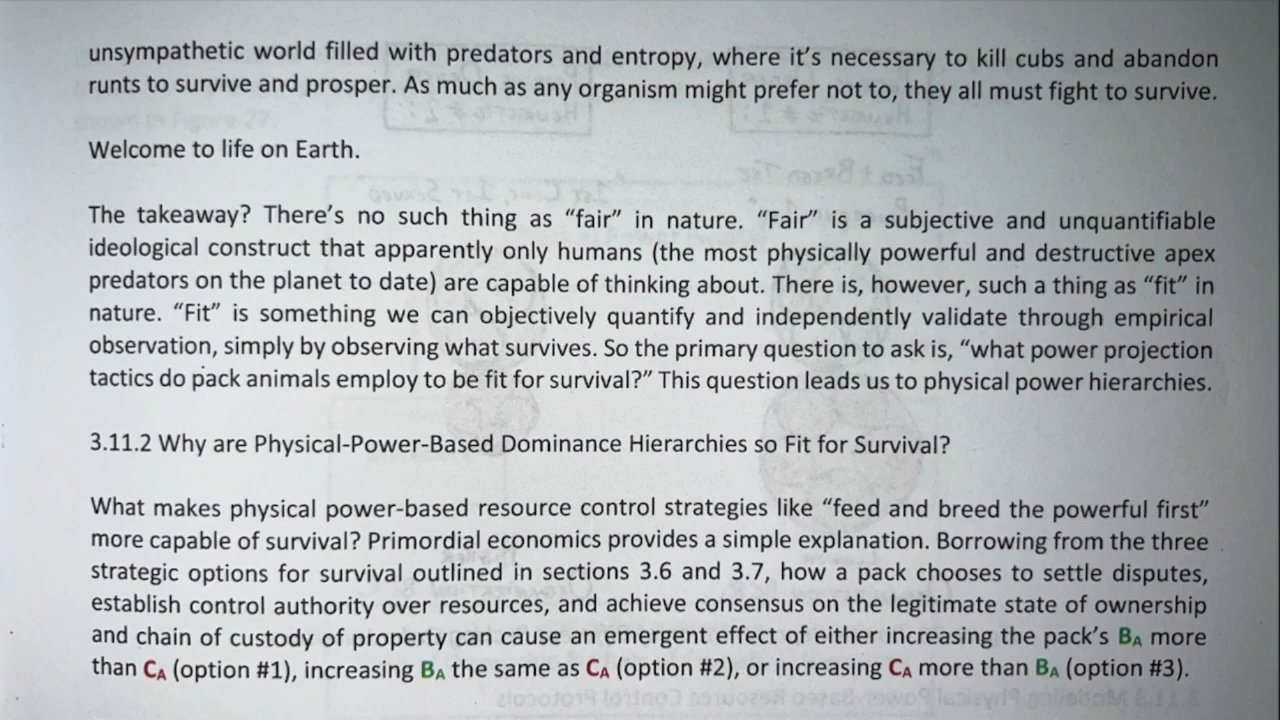 unsympathetic world filled with predators and entropy, where it's necessary to kill cubs and abandon
runts to survive and prosper. As much as any organism might prefer not to, they all must fight to survive.
Welcome to life on Earth.
The takeaway? There's no such thing as “fair” in nature. “Fair” is a subjective and unquantifiable
ideological construct that apparently only humans (the most physically powerful and destructive apex
predators on the planet to date) are capable of thinking about. There is, however, such a thing as “fit” in
nature. “Fit” is something we can objectively quantify and independently validate through empirical
observation, simply by observing what survives. So the primary question to ask is, “what power projection
tactics do pack animals employ to be fit for survival?” This question leads us to physical power hierarchies.
3.11.2 Why are Physical-Power-Based Dominance Hierarchies so Fit for Survival?
What makes physical power-based resource control strategies like “feed and breed the powerful first”
more capable of survival? Primordial economics provides a simple explanation. Borrowing from the three
strategic options for survival outlined in sections 3.6 and 3.7, how a pack chooses to settle disputes,
establish control authority over resources, and achieve consensus on the legitimate state of ownership
and chain of custody of property can cause an emergent effect of either increasing the pack's BA more
than CA (option #1), increasing BA the same as CA (option #2), or increasing CA more than BA (option #3).